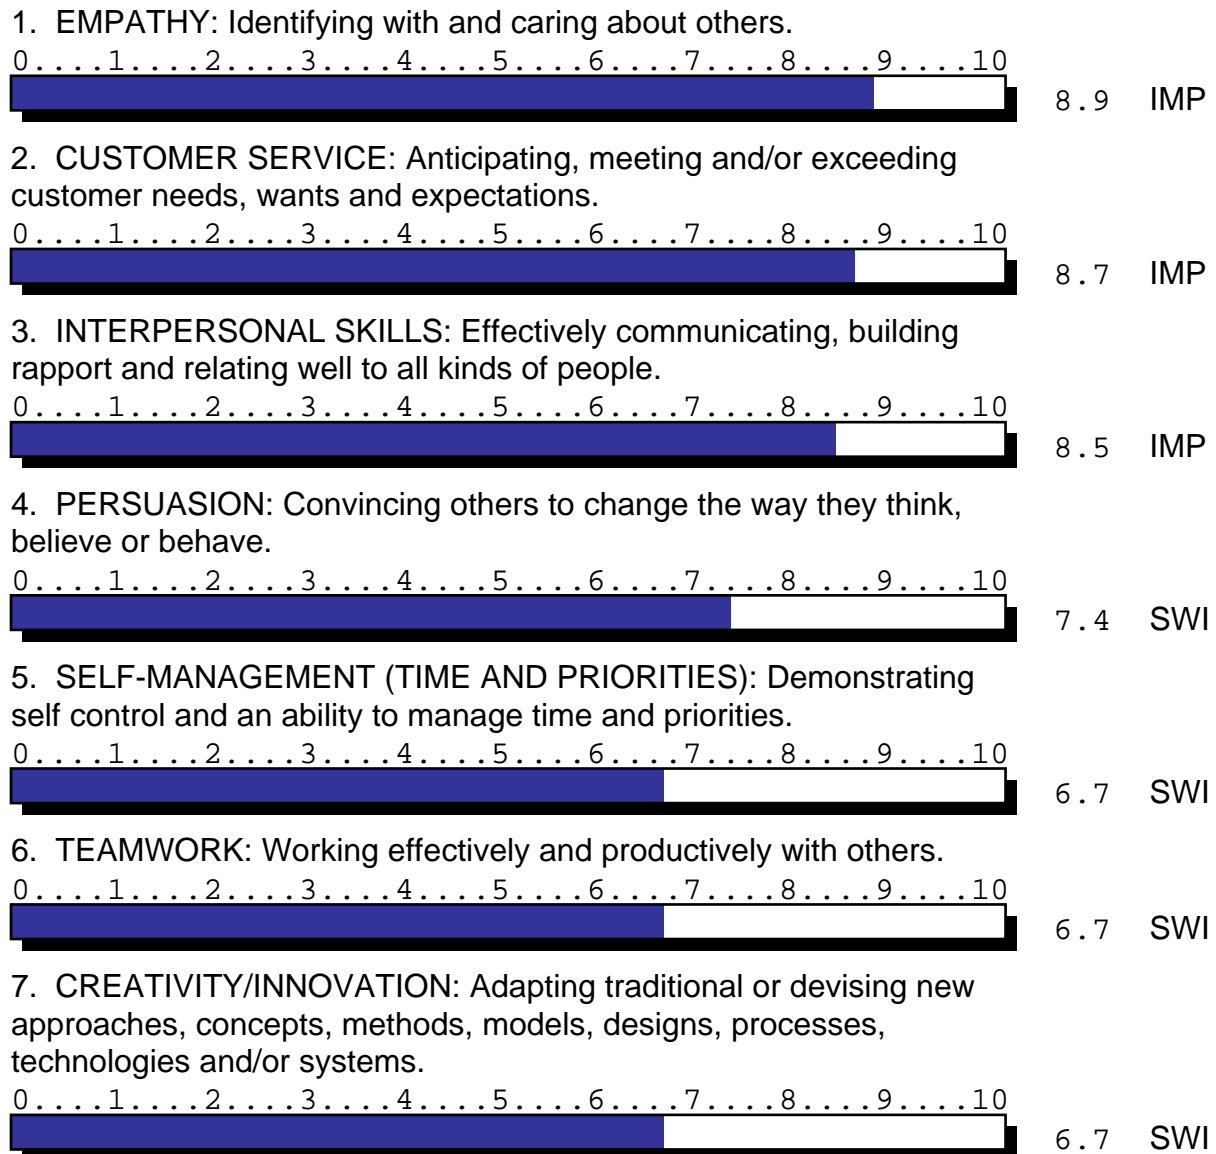 1.  EMPATHY: Identifying with and caring about others.
0....1....2....3....4....5....6....7....8....9....10
8.9 IMP
2.  CUSTOMER SERVICE: Anticipating, meeting and/or exceeding
customer needs, wants and expectations.
0....1....2....3....4....5....6....7....8....9....10
8.7 IMP
3.  INTERPERSONAL SKILLS: Effectively communicating, building
rapport and relating well to all kinds of people.
0....1....2....3....4....5....6....7....8....9....10
8.5 IMP
4.  PERSUASION: Convincing others to change the way they think,
believe or behave.
0....1....2....3....4....5....6....7....8....9....10
7.4 SWI
5.  SELF-MANAGEMENT (TIME AND PRIORITIES): Demonstrating
self control and an ability to manage time and priorities.
0....1....2....3....4....5....6....7....8....9....10
6.7 SWI
6.  TEAMWORK: Working effectively and productively with others.
0....1....2....3....4....5....6....7....8....9....10
6.7 SWI
7.  CREATIVITY/INNOVATION: Adapting traditional or devising new
approaches, concepts, methods, models, designs, processes,
technologies and/or systems.
0....1....2....3....4....5....6....7....8....9....10
6.7 SWI